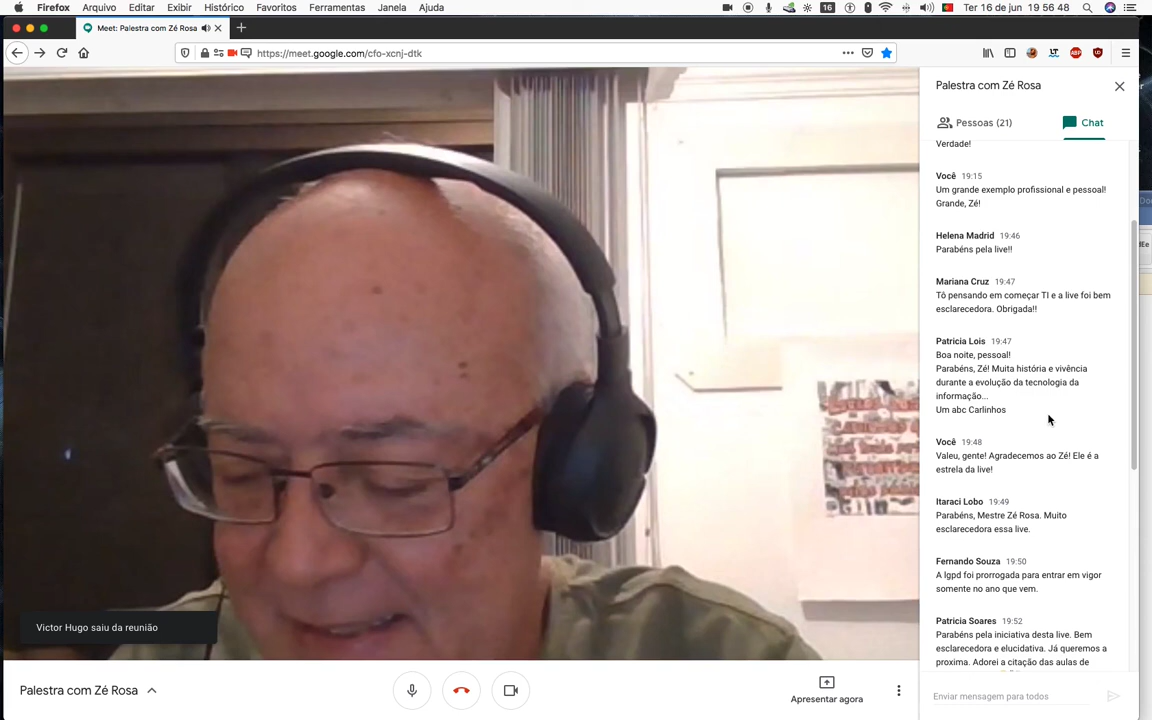 Firefox Arquivo Editar Exibir Histórico Favoritos Ferramentas Janela Ajuda 16 Ter 16 de jun 19 56 48
Meet: Palestra com Zé Rosa
https://meet.google.com/cfo-xcnj-dtk
Palestra com Zé Rosa
Pessoas (21) Chat
Verdade!
Você 19:15
Um grande exemplo profissional e pessoal!
Grande, Zé!
Helena Madrid 19:46
Parabéns pela live!!
Mariana Cruz 19:47
Tô pensando em começar TI e a live foi bem
esclarecedora. Obrigada!!
Patricia Lois 19:47
Boa noite, pessoal!
Parabéns, Zé! Muita história e vivência
durante a evolução da tecnologia da
informação...
Um abc Carlinhos
Você 19:48
Valeu, gente! Agradecemos ao Zé! Ele é a
estrela da live!
Itaraci Lobo 19:49
Parabéns, Mestre Zé Rosa. Muito
esclarecedora essa live.
Fernando Souza 19:50
A lgpd foi prorrogada para entrar em vigor
somente no ano que vem.
Patricia Soares 19:52
Parabéns pela iniciativa desta live. Bem
esclarecedora e elucidativa. Já queremos a
proxima. Adorei a citação das aulas de
Victor Hugo saiu da reunião
Palestra com Zé Rosa
Apresentar agora
Enviar mensagem para todos